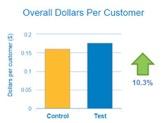 Overall Dollars Per Customer
Dollars per customer ($)
0.2
0.15
0.1
0.05
0
Control
Test
10.3%